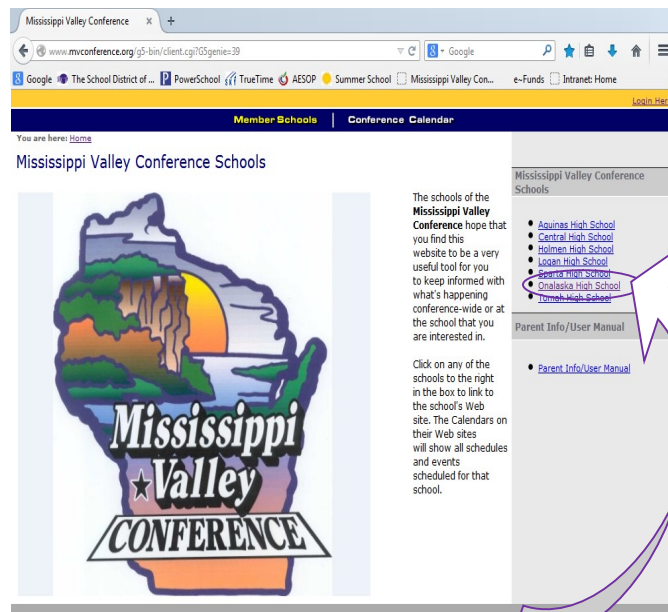 Mississippi Valley Conference x +
www.mvconference.org/g5-bin/client.cgi?G5genie=39
Google
Google The School District of ... PowerSchool TrueTime AESOP Summer School Mississippi Valley Con... e~Funds Intranet: Home
Login Her
Member Schools | Conference Calendar
You are here: Home
Mississippi Valley Conference Schools
The schools of the
Mississippi Valley
Conference hope that
you find this
website to be a very
useful tool for you
to keep informed with
what's happening
conference-wide or at
the school that you
are interested in.
Click on any of the
schools to the right
in the box to link to
the school's Web
site. The Calendars on
their Web sites
will show all schedules
and events
scheduled for that
school.
Mississippi
Valley
CONFERENCE
Mississippi Valley Conference
Schools
Aquinas High School
Central High School
Holmen High School
Logan High School
Sparta High School
Onalaska High School
Tomah High School
Parent Info/User Manual
Parent Info/User Manual